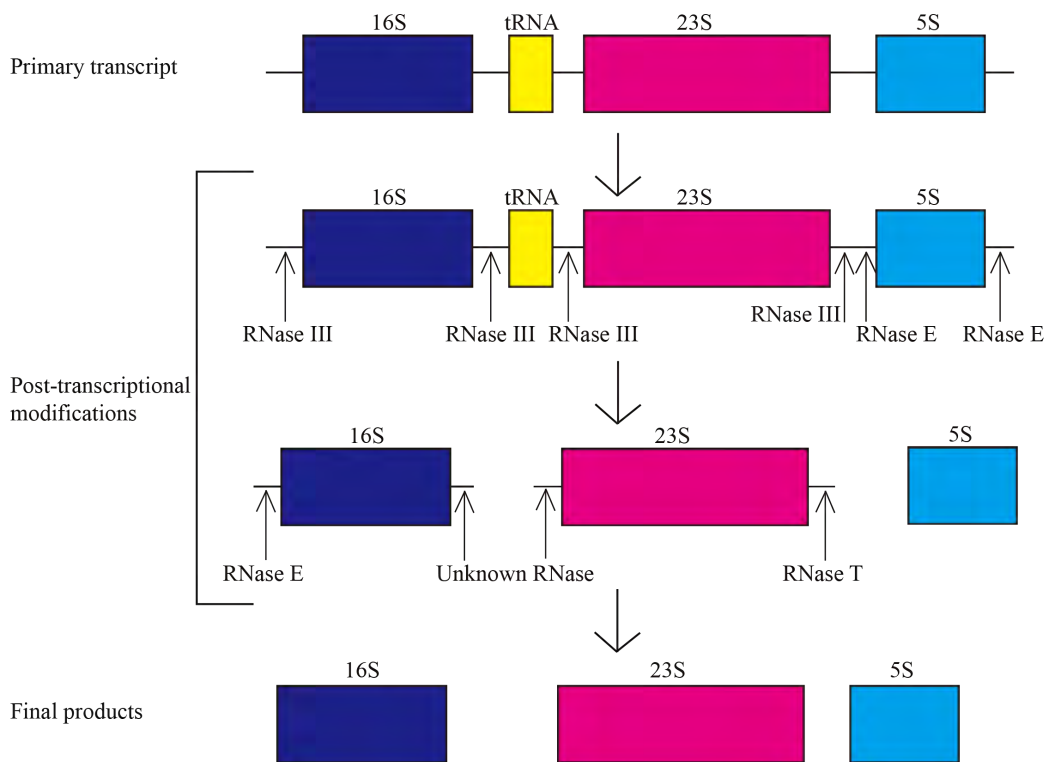 16S tRNA 23S 5S
Primary transcript
16S tRNA 23S 5S
RNase III RNase III RNase III RNase III RNase E RNase E
Post-transcriptional
modifications
16S 23S 5S
RNase E Unknown RNase RNase T
16S 23S 5S
Final products